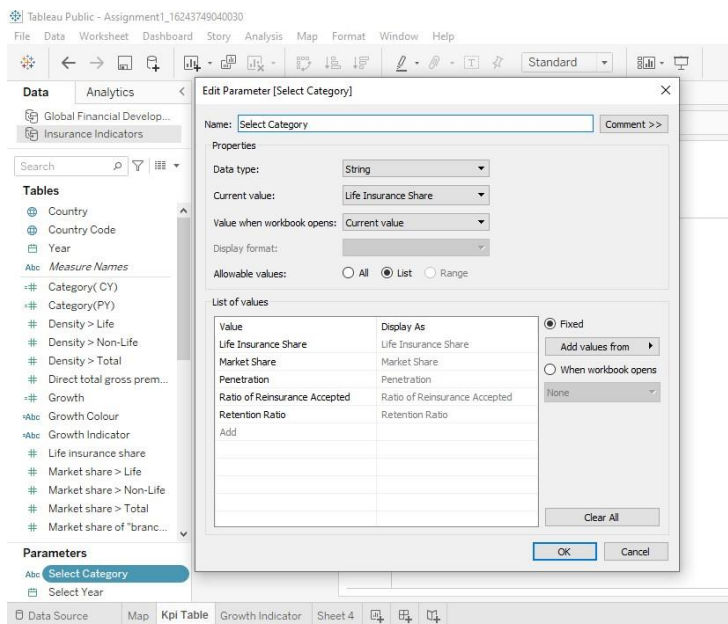 Tableau Public - Assignment1_16243749040030
File Data Worksheet Dashboard Story Analysis Map Format Window Help
Standard
Data Analytics
Global Financial Develop...
Insurance Indicators
Search
Tables
Country
Country Code
Year
Abc Measure Names
=# Category( CY)
=# Category(PY)
# Density > Life
# Density > Non-Life
# Density > Total
# Direct total gross prem...
=# Growth
=Abc Growth Colour
=Abc Growth Indicator
# Life insurance share
# Market share > Life
# Market share > Non-Life
# Market share > Total
# Market share of "branc...
Parameters
Abc Select Category
Select Year
Edit Parameter [Select Category]
Name: Select Category Comment >>
Properties
Data type: String
Current value: Life Insurance Share
Value when workbook opens: Current value
Display format:
Allowable values: All List Range
List of values
Value Display As
Life Insurance Share Life Insurance Share
Market Share Market Share
Penetration Penetration
Ratio of Reinsurance Accepted Ratio of Reinsurance Accepted
Retention Ratio Retention Ratio
Add
Fixed
Add values from
When workbook opens
None
Clear All
OK Cancel
Data Source Map Kpi Table Growth Indicator Sheet 4